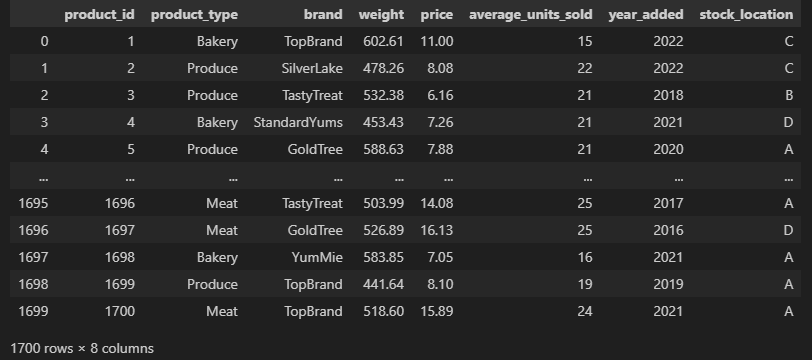 product_id product_type brand weight price average_units_sold year_added stock_location
0 1 Bakery TopBrand 602.61 11.00 15 2022 C
1 2 Produce SilverLake 478.26 8.08 22 2022 C
2 3 Produce TastyTreat 532.38 6.16 21 2018 B
3 4 Bakery StandardYums 453.43 7.26 21 2021 D
4 5 Produce GoldTree 588.63 7.88 21 2020 A
... ... ... ... ... ... ... ... ...
1695 1696 Meat TastyTreat 503.99 14.08 25 2017 A
1696 1697 Meat GoldTree 526.89 16.13 25 2016 D
1697 1698 Bakery YumMie 583.85 7.05 16 2021 A
1698 1699 Produce TopBrand 441.64 8.10 19 2019 A
1699 1700 Meat TopBrand 518.60 15.89 24 2021 A
1700 rows × 8 columns